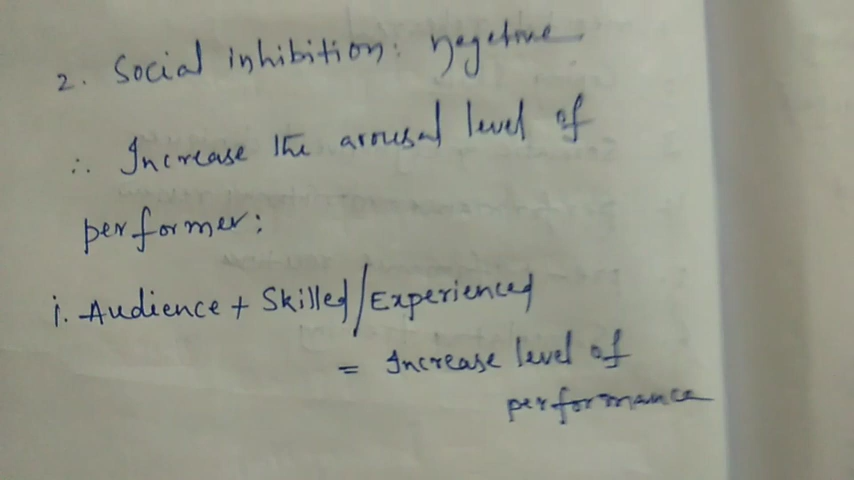 2. Social inhibition: negative
∴ Increase the arousal level of
performer:
i. Audience + Skilled/Experienced
= Increase level of
performance